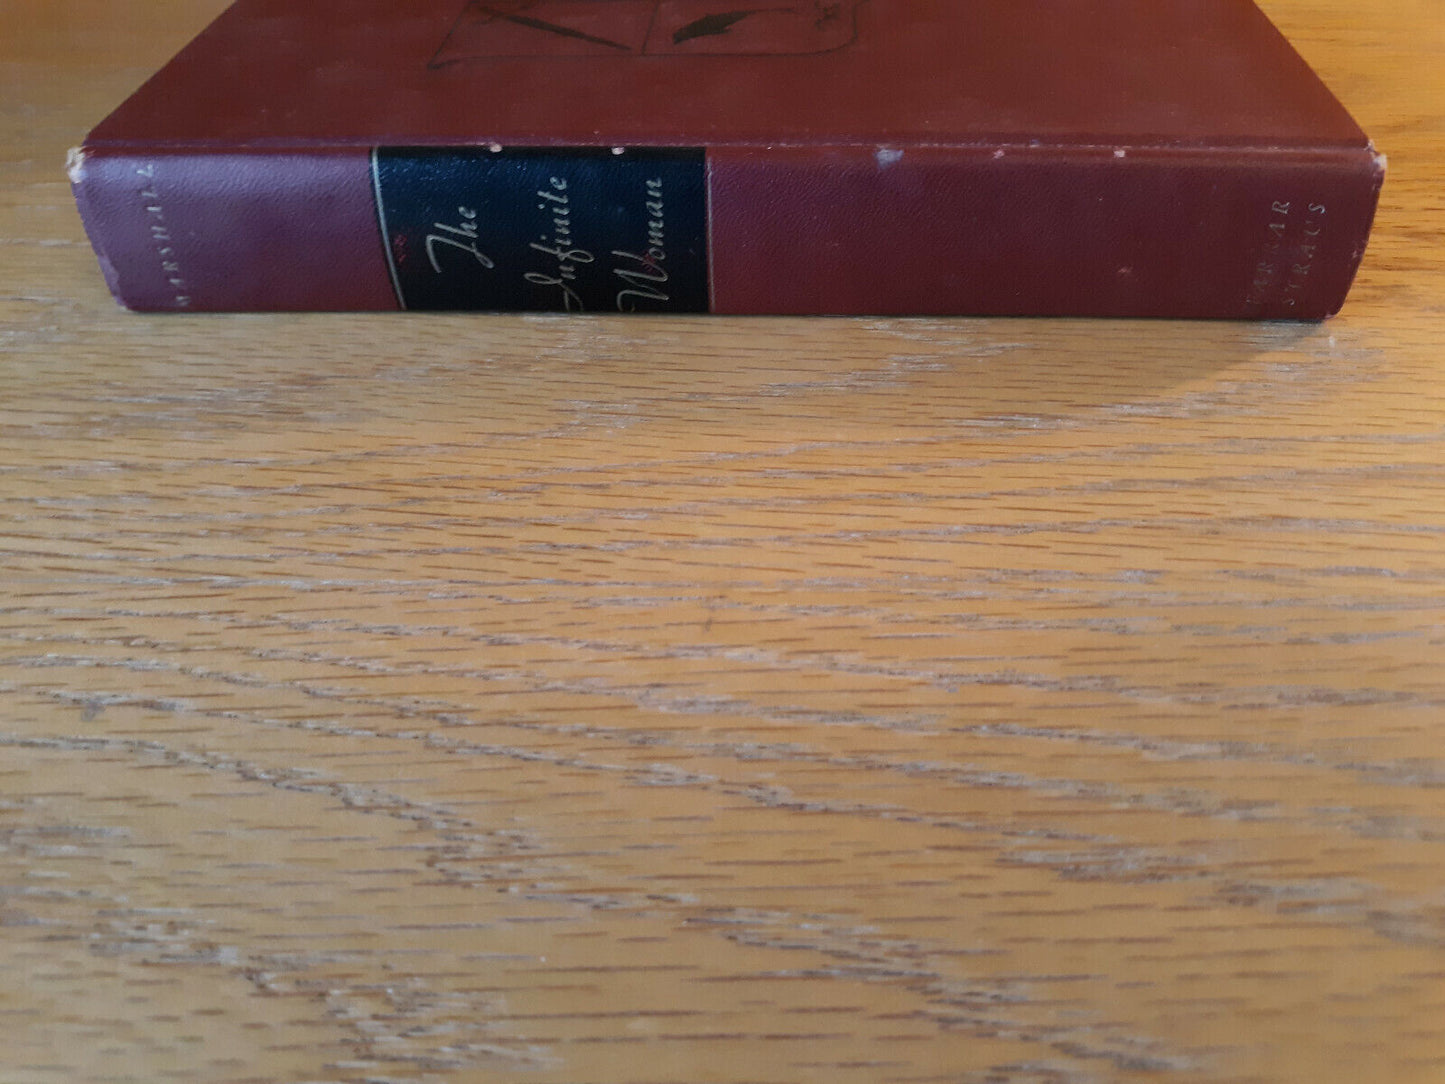 MARSHALL
The
Infinite
Woman
FARRAR
STRAUS